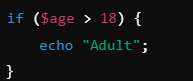 if ($age > 18) {
    echo "Adult";
}